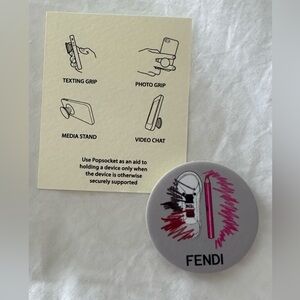 TEXTING GRIP
PHOTO GRIP
MEDIA STAND
VIDEO CHAT
Use Popsocket as an aid to
holding a device only when
the device is otherwise
securely supported
FENDI